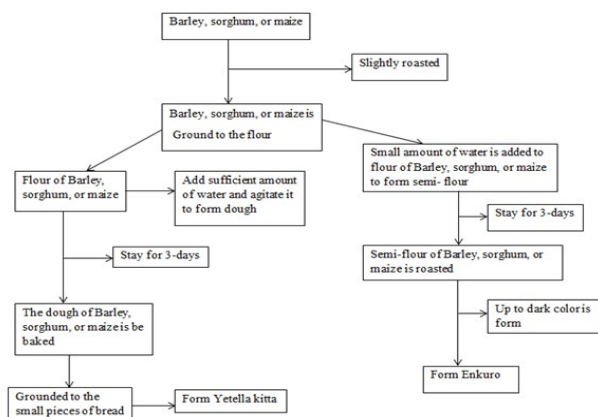 Barley, sorghum, or maize
Slightly roasted
Barley, sorghum, or maize is
Ground to the flour
Flour of Barley,
sorghum, or maize
Add sufficient amount
of water and agitate it
to form dough
Small amount of water is added to
flour of Barley, sorghum, or maize
to form semi- flour
Stay for 3-days
Stay for 3-days
Semi-flour of Barley, sorghum, or
maize is roasted
The dough of Barley,
sorghum, or maize is be
baked
Up to dark color is
form
Grounded to the
small pieces of bread
Form Yetella kitta
Form Enkuro